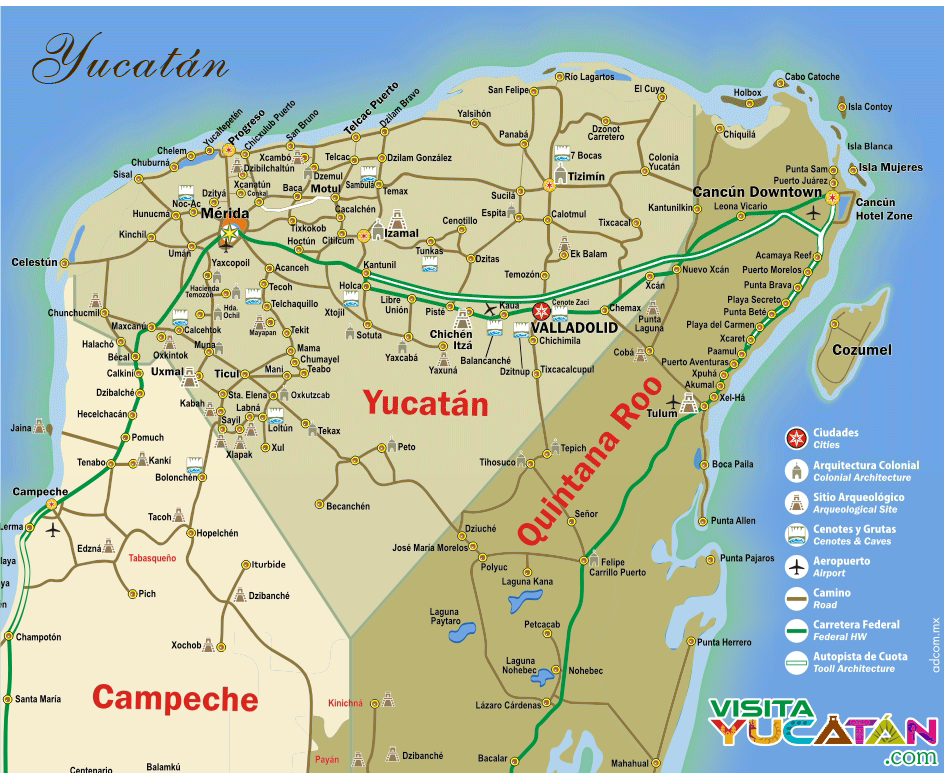 Yucatán
Río Lagartos
Cabo Catoche
San Felipe
El Cuyo
Holbox
Isla Contoy
Telcac Puerto
Dzilam Bravo
Yalsihón
Dzonot
Carretero
Chiquilá
Isla Blanca
Yucaltepetén
Progreso
Chicxulub Puerto
San Bruno
Panabá
Chelem
Chuburná
Sisal
Xcambó
Dzibilchaltún
Dzemul
Telcac
Dzilam González
7 Bocas
Colonia
Yucatán
Isla Mujeres
Punta Sam
Puerto Juárez
Xcanatún
Conkal
Baca
Motul
Sambula
Temax
Sucilá
Tizimín
Cancún Downtown
Noc-Ac
Dzityá
Hunucmá
Mérida
Cacalchén
Tixkokob
Citilcum
Izamal
Cenotillo
Espita
Calotmul
Tixcacal
Kantunilkin
Leona Vicario
Cancún
Hotel Zone
Kinchil
Umán
Hoctún
Tunkas
Dzitas
Ek Balam
Acamaya Reef
Celestún
Yaxcopoil
Acanceh
Kantunil
Temozón
Nuevo Xcán
Puerto Morelos
Hacienda
Temozón
Tecoh
Holca
Xcán
Punta Brava
Chunchucmil
Hda.
Ochil
Telchaquillo
Xtojil
Libre
Unión
Pisté
Kaua
Cenote Zaci
Chemax
Punta
Laguna
Playa Secreto
Punta Beté
Maxcanú
Calcehtok
Mayapan
Tekit
Sotuta
Chichén
Itzá
VALLADOLID
Playa del Carmen
Halachó
Oxkintok
Muna
Mama
Yaxcabá
Balancanché
Chichimila
Xcaret
Cozumel
Bécal
Chumayel
Yaxuná
Dzitnup
Tixcacalcupul
Cobá
Paamul
Puerto Aventuras
Calkin
Uxmal
Ticul
Mani
Teabo
Xpuhá
Akumal
Dzibalché
Kabah
Sta. Elena
Oxkutzcab
Yucatán
Xel-Há
Tulum
Hecelchacán
Labná
Sayil
Loltún
Tekax
Quintana Roo
Jaina
Pomuch
Xlapak
Xul
Peto
Tepich
Tihosuco
Tenabo
Kankí
Bolonchén
Boca Paila
Campeche
Becanchén
Lerma
Tacoh
Hopelchén
Señor
Punta Allen
Edzná
Tabasqueño
Dziuché
José María Morelos
laya
Iturbide
Polyuc
Felipe
Carrillo Puerto
Punta Pajaros
ya
Laguna Kana
Pich
Dzibanché
én
Laguna
Paytaro
Petcacab
Champotón
Xochob
Punta Herrero
Laguna
Nohebec
Nohebec
Santa María
Campeche
Kinichná
Lázaro Cárdenas
Centenario
Balamkú
Payán
Dzibanché
Bacalar
Mahahual
Ciudades
Cities
Arquitectura Colonial
Colonial Architecture
Sitio Arqueológico
Arqueological Site
Cenotes y Grutas
Cenotes & Caves
Aeropuerto
Airport
Camino
Road
Carretera Federal
Federal HW
Autopista de Cuota
Tooll Architecture
adcom.mx
VISITA
YUCATÁN
.com